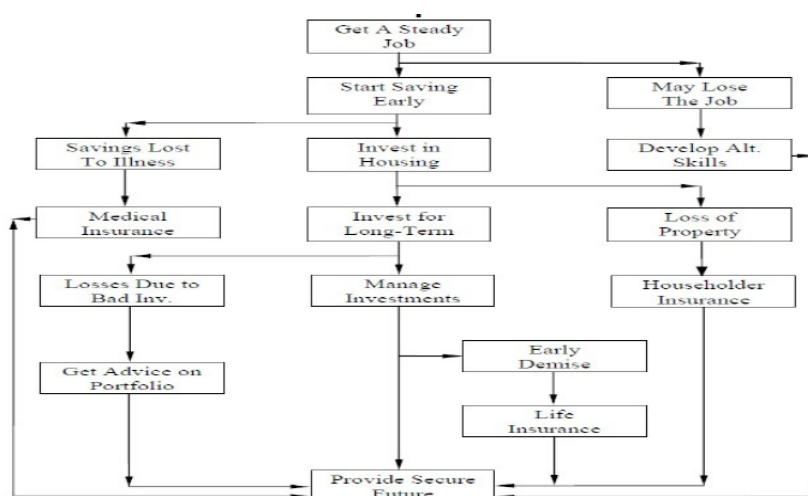 Get A Steady
Job
Start Saving
Early
May Lose
The Job
Savings Lost
To Illness
Invest in
Housing
Develop Alt.
Skills
Medical
Insurance
Invest for
Long-Term
Loss of
Property
Losses Due to
Bad Inv.
Manage
Investments
Householder
Insurance
Early
Demise
Get Advice on
Portfolio
Life
Insurance
Provide Secure
Future